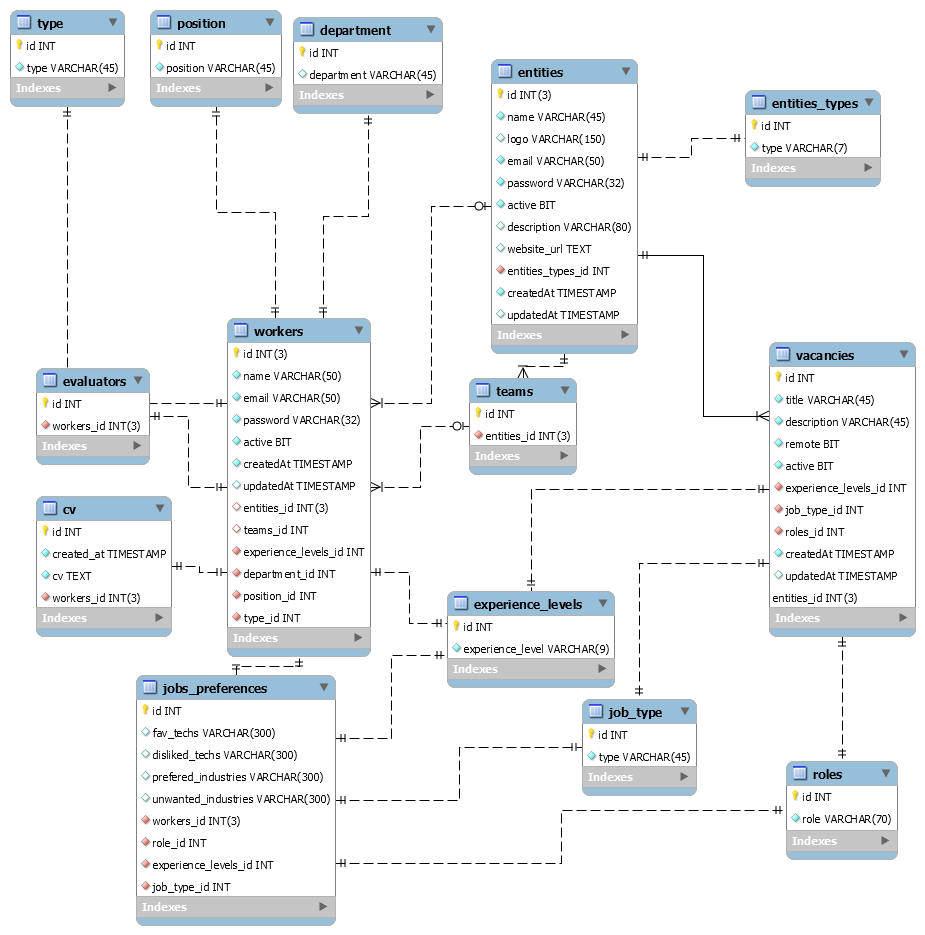 type
id INT
type VARCHAR(45)
Indexes
position
id INT
position VARCHAR(45)
Indexes
department
id INT
department VARCHAR(45)
Indexes
entities
id INT(3)
name VARCHAR(45)
logo VARCHAR(150)
email VARCHAR(50)
password VARCHAR(32)
active BIT
description VARCHAR(80)
website_url TEXT
entities_types_id INT
createdAt TIMESTAMP
updatedAt TIMESTAMP
Indexes
entities_types
id INT
type VARCHAR(7)
Indexes
workers
id INT(3)
name VARCHAR(50)
email VARCHAR(50)
password VARCHAR(32)
active BIT
createdAt TIMESTAMP
updatedAt TIMESTAMP
entities_id INT(3)
teams_id INT
experience_levels_id INT
department_id INT
position_id INT
type_id INT
Indexes
evaluators
id INT
workers_id INT(3)
Indexes
teams
id INT
entities_id INT(3)
Indexes
vacancies
id INT
title VARCHAR(45)
description VARCHAR(45)
remote BIT
active BIT
experience_levels_id INT
job_type_id INT
roles_id INT
createdAt TIMESTAMP
updatedAt TIMESTAMP
entities_id INT(3)
Indexes
cv
id INT
created_at TIMESTAMP
cv TEXT
workers_id INT(3)
Indexes
experience_levels
id INT
experience_level VARCHAR(9)
Indexes
jobs_preferences
id INT
fav_techs VARCHAR(300)
disliked_techs VARCHAR(300)
prefered_industries VARCHAR(300)
unwanted_industries VARCHAR(300)
workers_id INT(3)
role_id INT
experience_levels_id INT
job_type_id INT
Indexes
job_type
id INT
type VARCHAR(45)
Indexes
roles
id INT
role VARCHAR(70)
Indexes